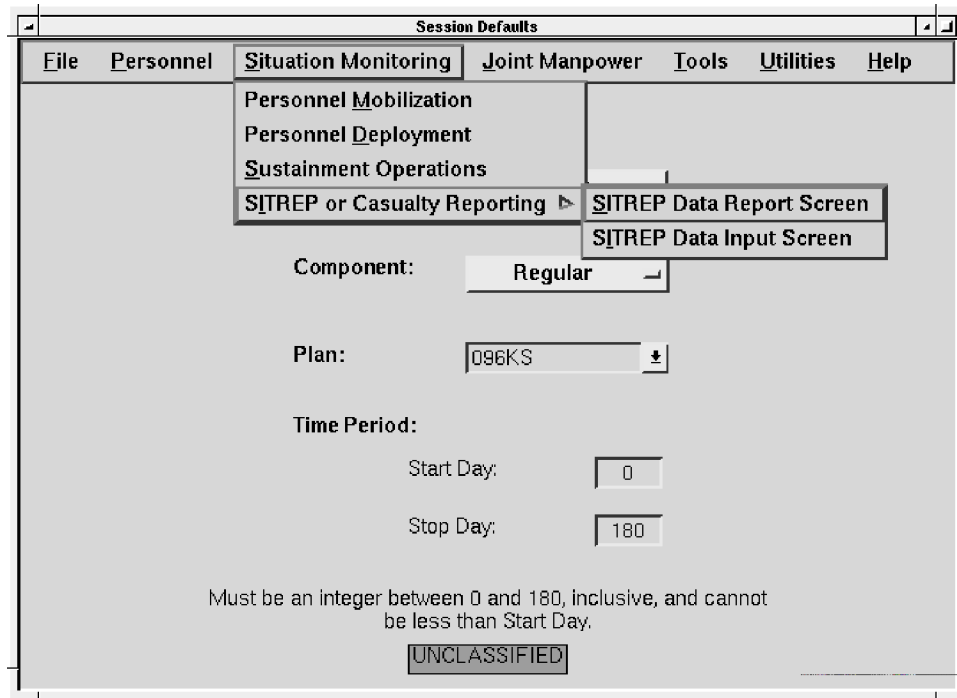 Session Defaults
File Personnel Situation Monitoring Joint Manpower Tools Utilities Help
Personnel Mobilization
Personnel Deployment
Sustainment Operations
SITREP or Casualty Reporting
SITREP Data Report Screen
SITREP Data Input Screen
Component: Regular
Plan: 096KS
Time Period:
Start Day: 0
Stop Day: 180
Must be an integer between 0 and 180, inclusive, and cannot
be less than Start Day.
UNCLASSIFIED